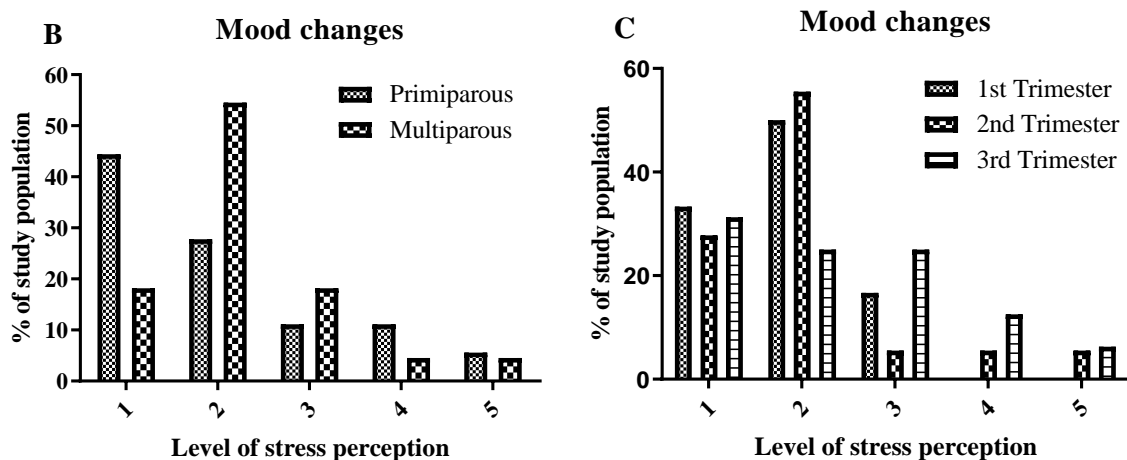 B
Mood changes
% of study population
60
50
40
30
20
10
0
Primiparous
Multiparous
1
2
3
4
5
Level of stress perception
C
Mood changes
% of study population
60
40
20
0
1st Trimester
2nd Trimester
3rd Trimester
1
2
3
4
5
Level of stress perception